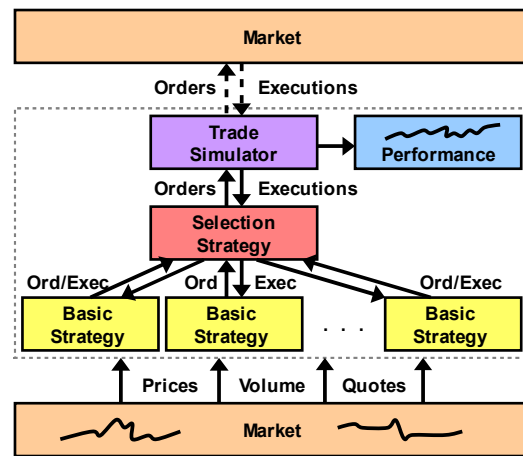 Market
Orders Executions
Trade
Simulator
Performance
Orders Executions
Selection
Strategy
Ord/Exec Ord Exec Ord/Exec
Basic
Strategy
Basic
Strategy
. . .
Basic
Strategy
Prices Volume Quotes
Market